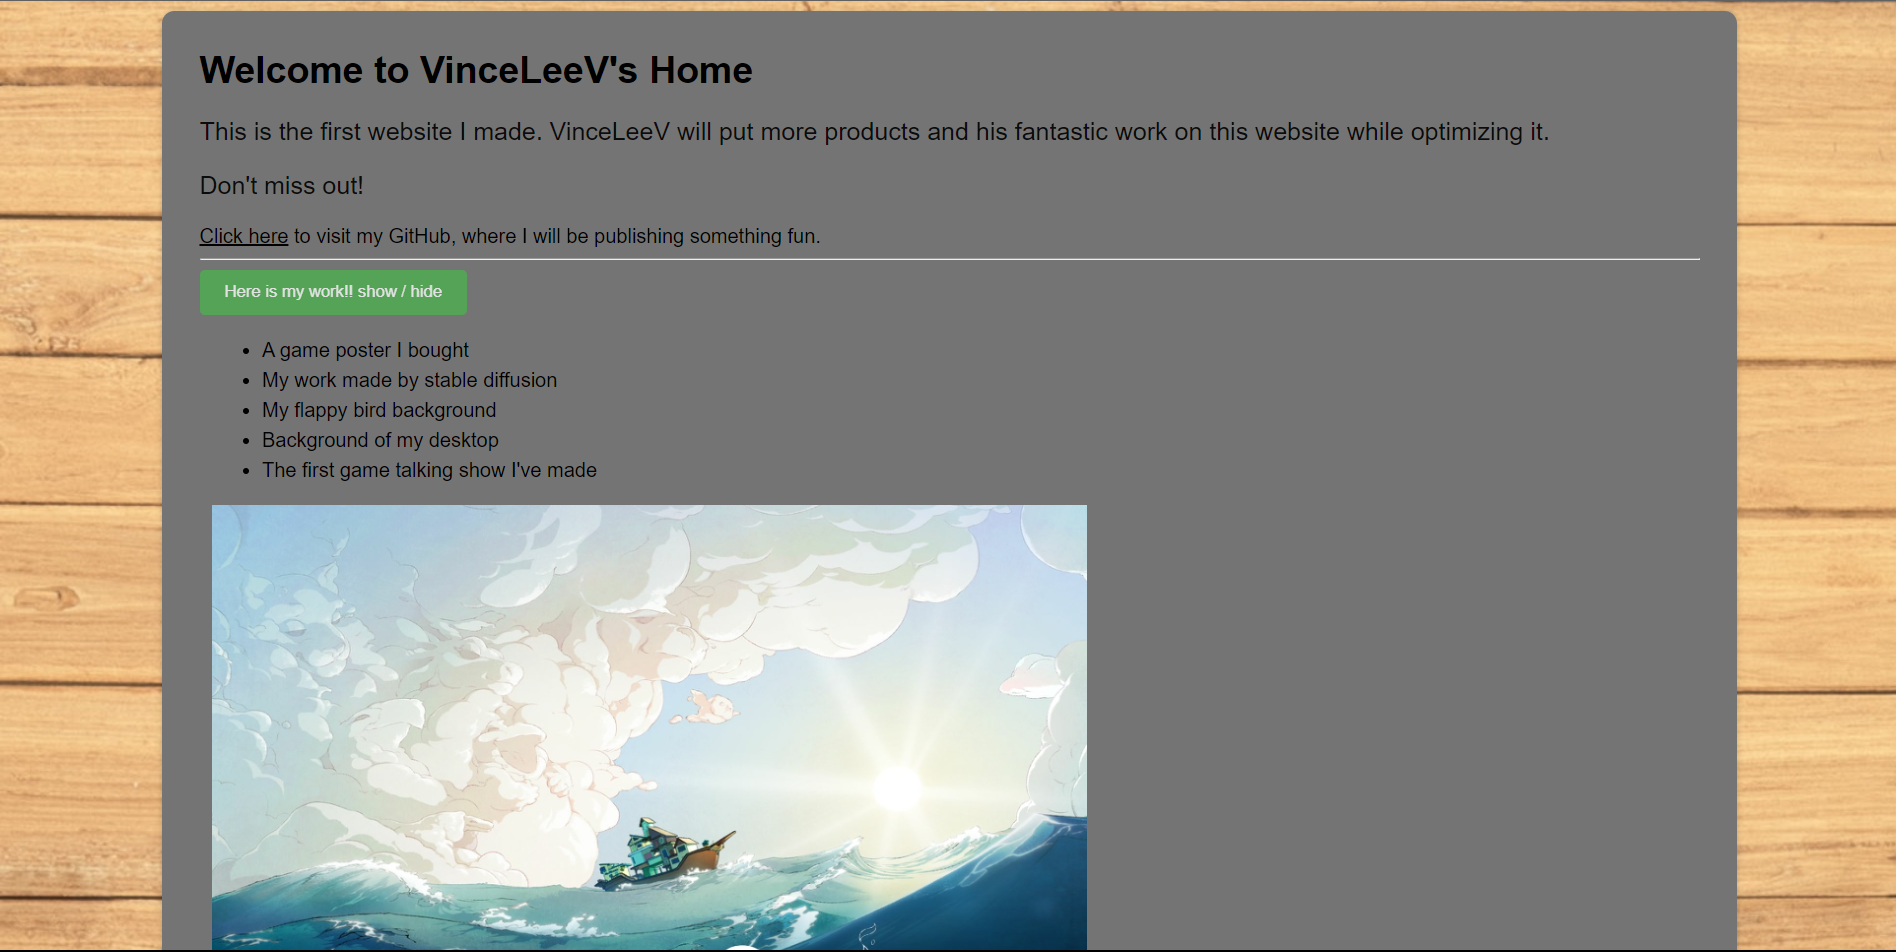 Welcome to VinceLeeV's Home
This is the first website I made. VinceLeeV will put more products and his fantastic work on this website while optimizing it.
Don't miss out!
Click here to visit my GitHub, where I will be publishing something fun.
Here is my work!! show / hide
A game poster I bought
My work made by stable diffusion
My flappy bird background
Background of my desktop
The first game talking show I've made